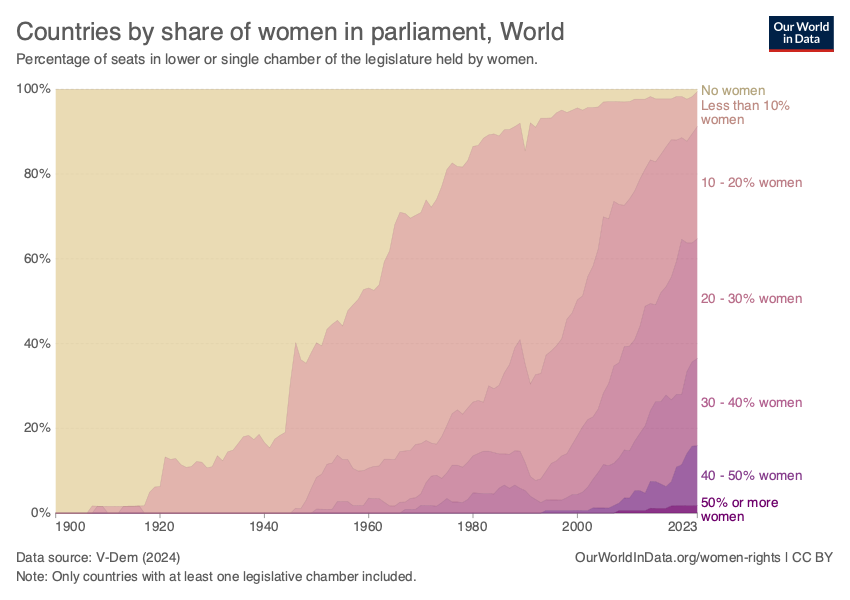 Countries by share of women in parliament, World
Our World
in Data
Percentage of seats in lower or single chamber of the legislature held by women.
100%
80%
60%
40%
20%
0%
No women
Less than 10%
women
10 - 20% women
20 - 30% women
30 - 40% women
40 - 50% women
50% or more
women
1900
1920
1940
1960
1980
2000
2023
Data source: V-Dem (2024)
OurWorldInData.org/women-rights | CC BY
Note: Only countries with at least one legislative chamber included.